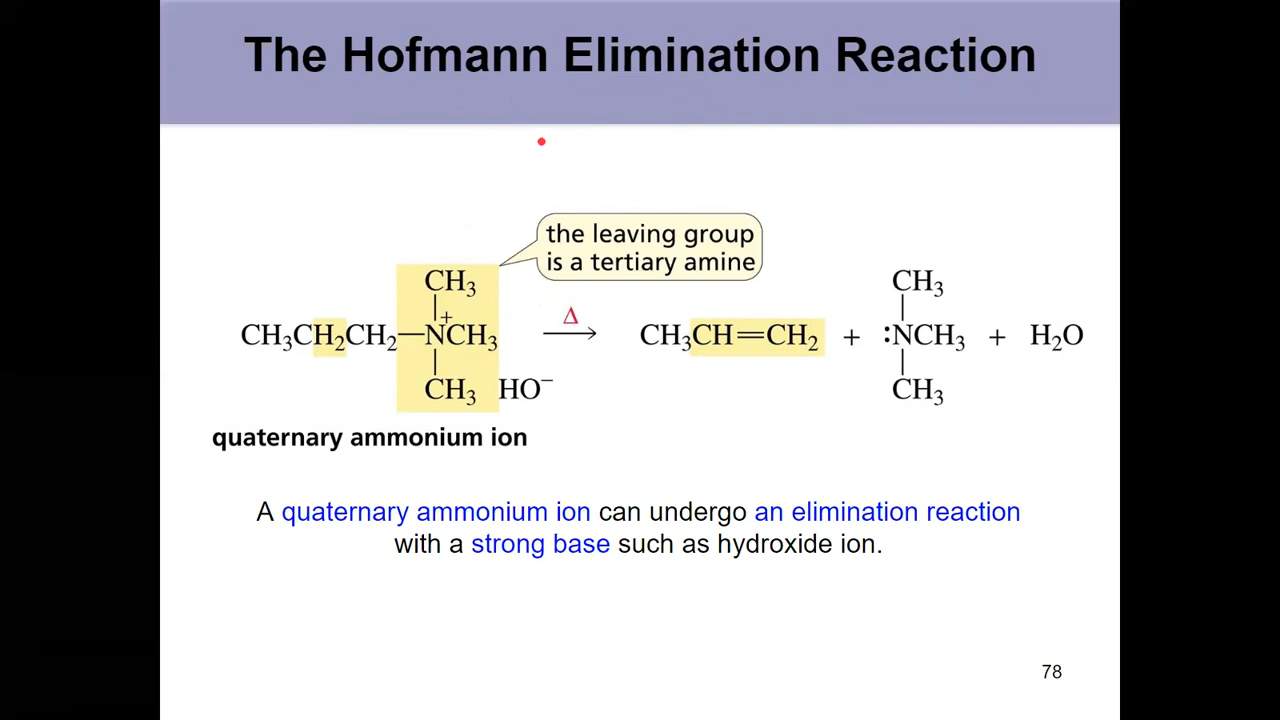 The Hofmann Elimination Reaction
the leaving group
is a tertiary amine
CH₃
CH₃CH₂CH₂—N⁺CH₃
CH₃ HO⁻
Δ
CH₃CH=CH₂ +
CH₃
:NCH₃ + H₂O
CH₃
quaternary ammonium ion
A quaternary ammonium ion can undergo an elimination reaction
with a strong base such as hydroxide ion.
78